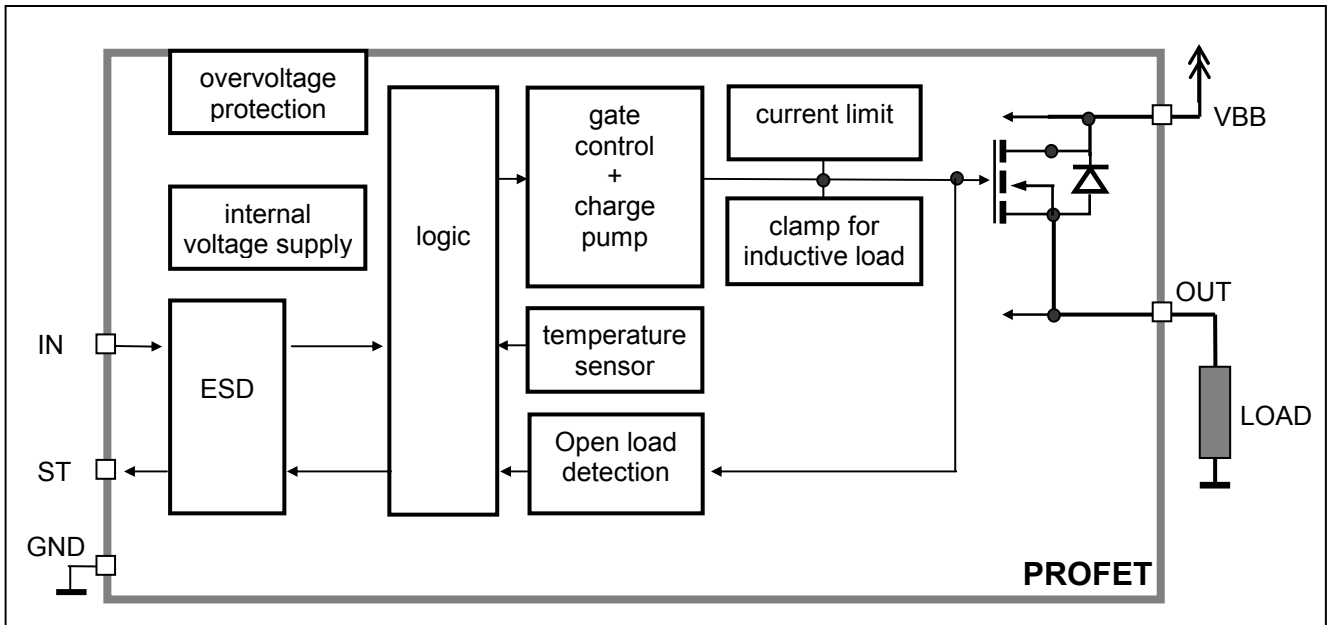 overvoltage
protection
internal
voltage supply
logic
gate
control
+
charge
pump
current limit
clamp for
inductive load
VBB
IN
ESD
temperature
sensor
OUT
LOAD
ST
Open load
detection
GND
PROFET